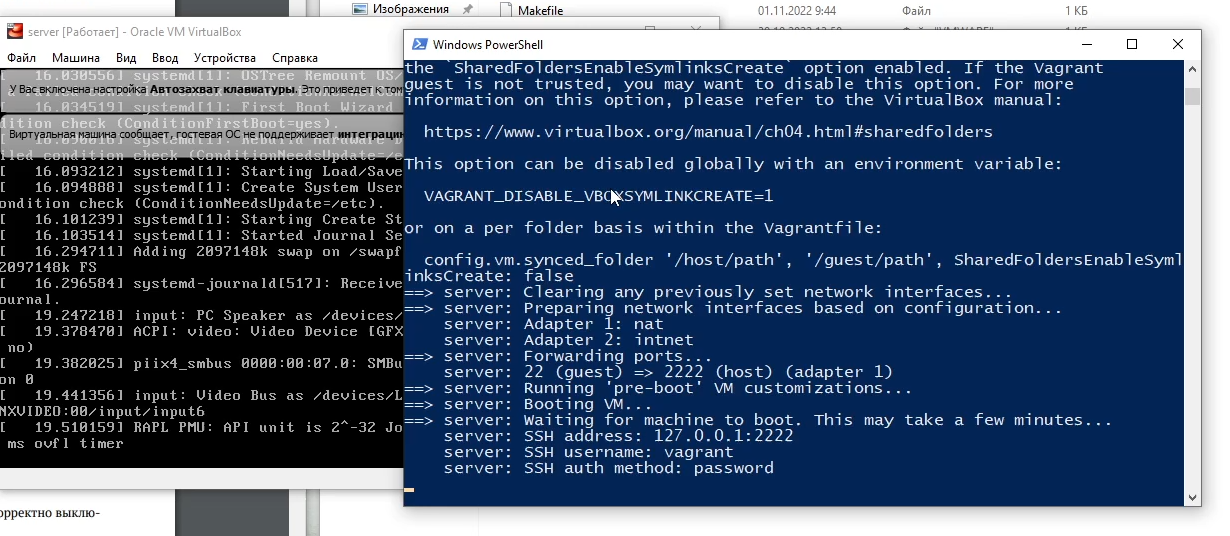 Изображения
Makefile
01.11.2022 9:44
Файл
1 КБ
server [Работает] - Oracle VM VirtualBox
Файл Машина Вид Ввод Устройства Справка
[ 16.030556] systemd[1]: OSTree Remount OS/
У Вас включена настройка Автозахват клавиатуры. Это приведет к том
[ 16.034519] systemd[1]: First Boot Wizard
dition check (ConditionFirstBoot=yes).
Виртуальная машина сообщает, гостевая ОС не поддерживает интеграцин
iled condition check (ConditionNeedsUpdate=/e
[ 16.093212] systemd[1]: Starting Load/Save
[ 16.094888] systemd[1]: Create System User
ondition check (ConditionNeedsUpdate=/etc).
[ 16.101239] systemd[1]: Starting Create St
[ 16.103514] systemd[1]: Started Journal Se
[ 16.294711] Adding 2097148k swap on /swapf
2097148k FS
[ 16.296584] systemd-journald[517]: Receive
ournal.
[ 19.247218] input: PC Speaker as /devices/
[ 19.378470] ACPI: video: Video Device [GFX
no)
[ 19.382025] piix4_smbus 0000:00:07.0: SMBu
on 0
[ 19.441356] input: Video Bus as /devices/L
NXVIDEO:00/input/input6
[ 19.510159] RAPL PMU: API unit is 2^-32 Jo
ms ovfl timer
орректно выклю-
Windows PowerShell
the `SharedFoldersEnableSymlinksCreate` option enabled. If the Vagrant
guest is not trusted, you may want to disable this option. For more
information on this option, please refer to the VirtualBox manual:
https://www.virtualbox.org/manual/ch04.html#sharedfolders
This option can be disabled globally with an environment variable:
VAGRANT_DISABLE_VBOXSYMLINKCREATE=1
or on a per folder basis within the Vagrantfile:
config.vm.synced_folder '/host/path', '/guest/path', SharedFoldersEnableSyml
inksCreate: false
==> server: Clearing any previously set network interfaces...
==> server: Preparing network interfaces based on configuration...
server: Adapter 1: nat
server: Adapter 2: intnet
==> server: Forwarding ports...
server: 22 (guest) => 2222 (host) (adapter 1)
==> server: Running 'pre-boot' VM customizations...
==> server: Booting VM...
==> server: Waiting for machine to boot. This may take a few minutes...
server: SSH address: 127.0.0.1:2222
server: SSH username: vagrant
server: SSH auth method: password